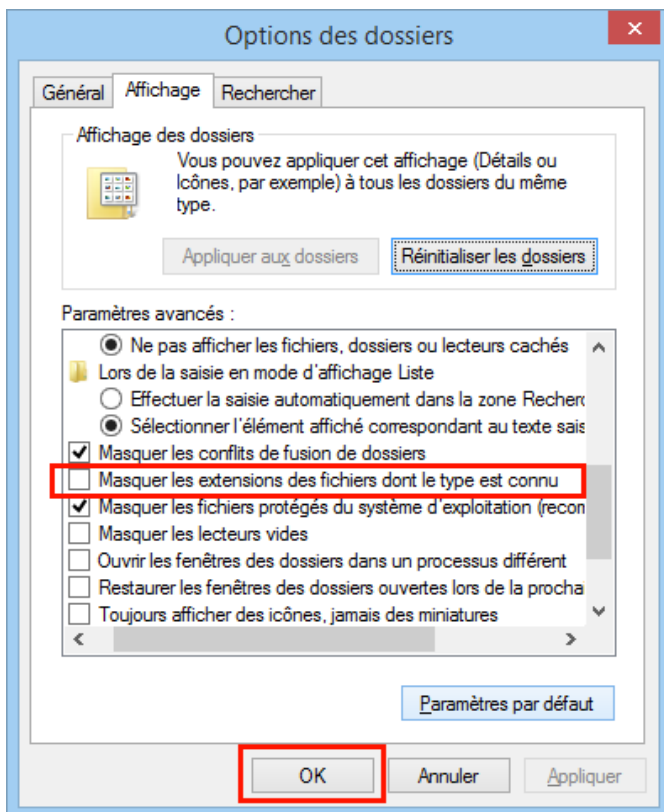 Options des dossiers
Général
Affichage
Rechercher
Affichage des dossiers
Vous pouvez appliquer cet affichage (Détails ou
Icônes, par exemple) à tous les dossiers du même
type.
Appliquer aux dossiers
Réinitialiser les dossiers
Paramètres avancés :
Ne pas afficher les fichiers, dossiers ou lecteurs cachés
Lors de la saisie en mode d'affichage Liste
Effectuer la saisie automatiquement dans la zone Recherc
Sélectionner l'élément affiché correspondant au texte sais
Masquer les conflits de fusion de dossiers
Masquer les extensions des fichiers dont le type est connu
Masquer les fichiers protégés du système d'exploitation (recom
Masquer les lecteurs vides
Ouvrir les fenêtres des dossiers dans un processus différent
Restaurer les fenêtres des dossiers ouvertes lors de la prochai
Toujours afficher des icônes, jamais des miniatures
Paramètres par défaut
OK
Annuler
Appliquer